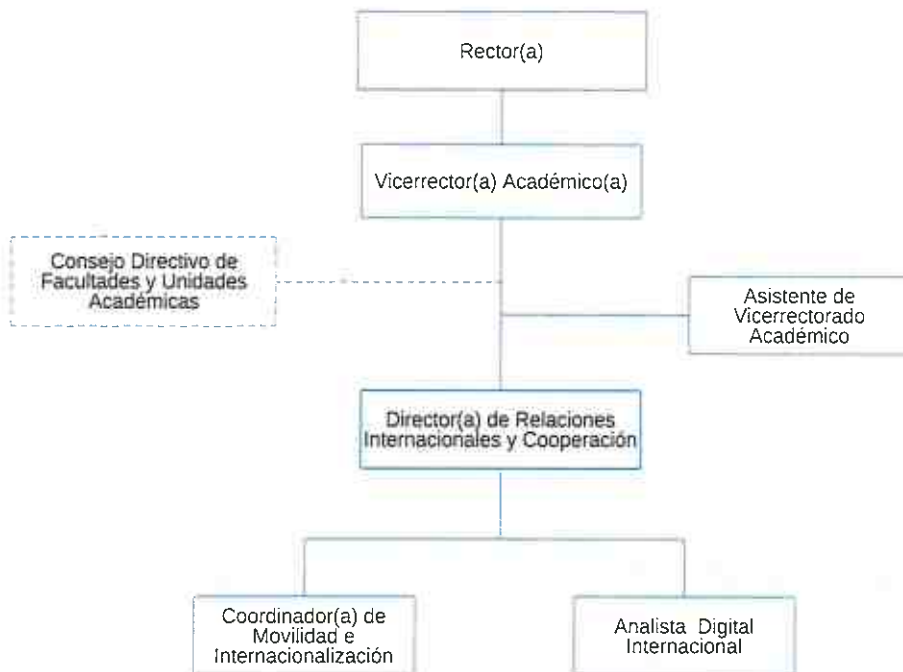 Rector(a)
Vicerrector(a) Académico(a)
Consejo Directivo de
Facultades y Unidades
Académicas
Asistente de
Vicerrectorado
Académico
Director(a) de Relaciones
Internacionales y Cooperación
Coordinador(a) de
Movilidad e
Internacionalización
Analista Digital
Internacional